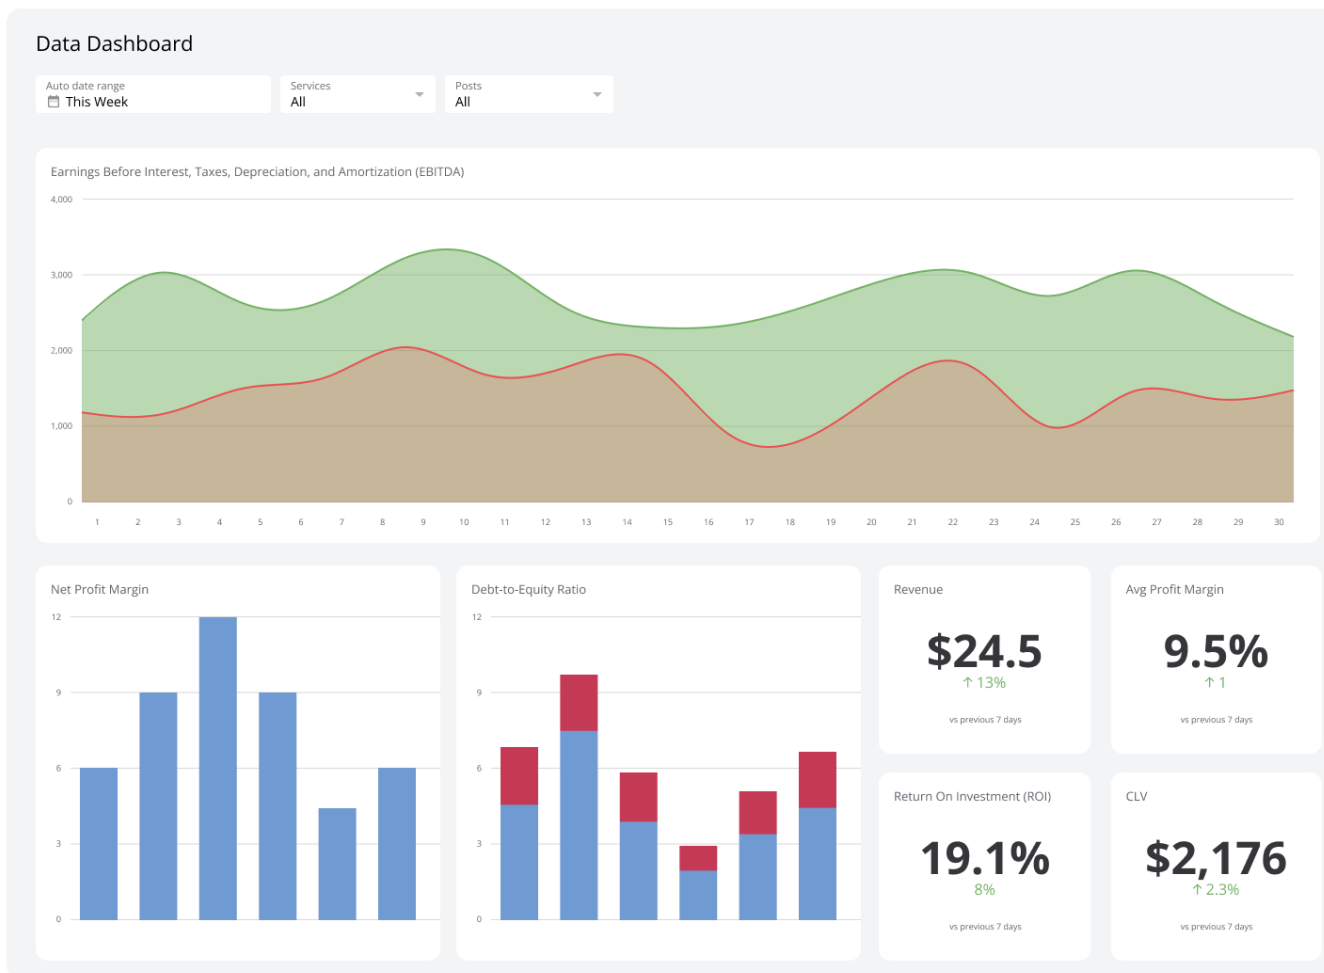 Data Dashboard
Auto date range
This Week
Services
All
Posts
All
Earnings Before Interest, Taxes, Depreciation, and Amortization (EBITDA)
4,000
3,000
2,000
1,000
0
1 2 3 4 5 6 7 8 9 10 11 12 13 14 15 16 17 18 19 20 21 22 23 24 25 26 27 28 29 30
Net Profit Margin
12
9
6
3
0
Debt-to-Equity Ratio
12
9
6
3
0
Revenue
$24.5
↑ 13%
vs previous 7 days
Avg Profit Margin
9.5%
↑ 1
vs previous 7 days
Return On Investment (ROI)
19.1%
8%
vs previous 7 days
CLV
$2,176
↑ 2.3%
vs previous 7 days